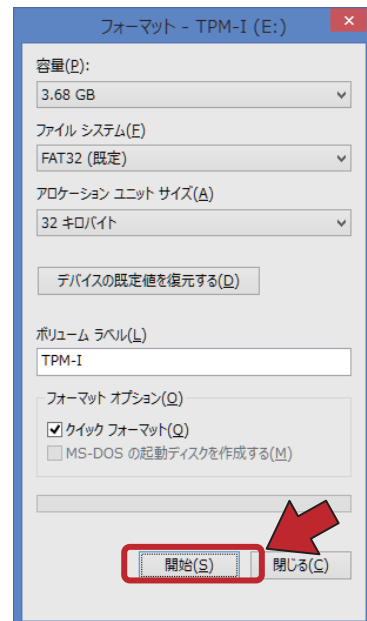 フォーマット - TPM-I (E:)
×
容量(P):
3.68 GB
ファイル システム(F)
FAT32 (既定)
アロケーション ユニット サイズ(A)
32 キロバイト
デバイスの既定値を復元する(D)
ボリューム ラベル(L)
TPM-I
フォーマット オプション(O)
クイック フォーマット(Q)
MS-DOS の起動ディスクを作成する(M)
開始(S) 閉じる(C)